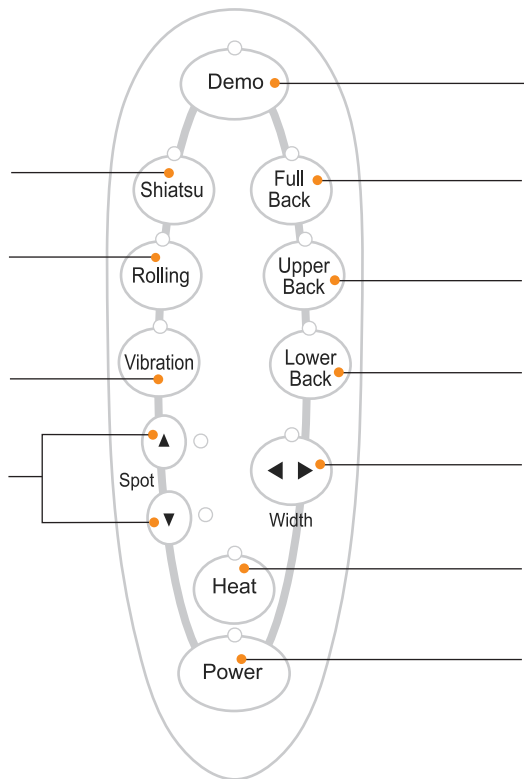 Demo
Shiatsu
Full
Back
Rolling
Upper
Back
Vibration
Lower
Back
▲
Spot
◀ ▶
▼
Width
Heat
Power